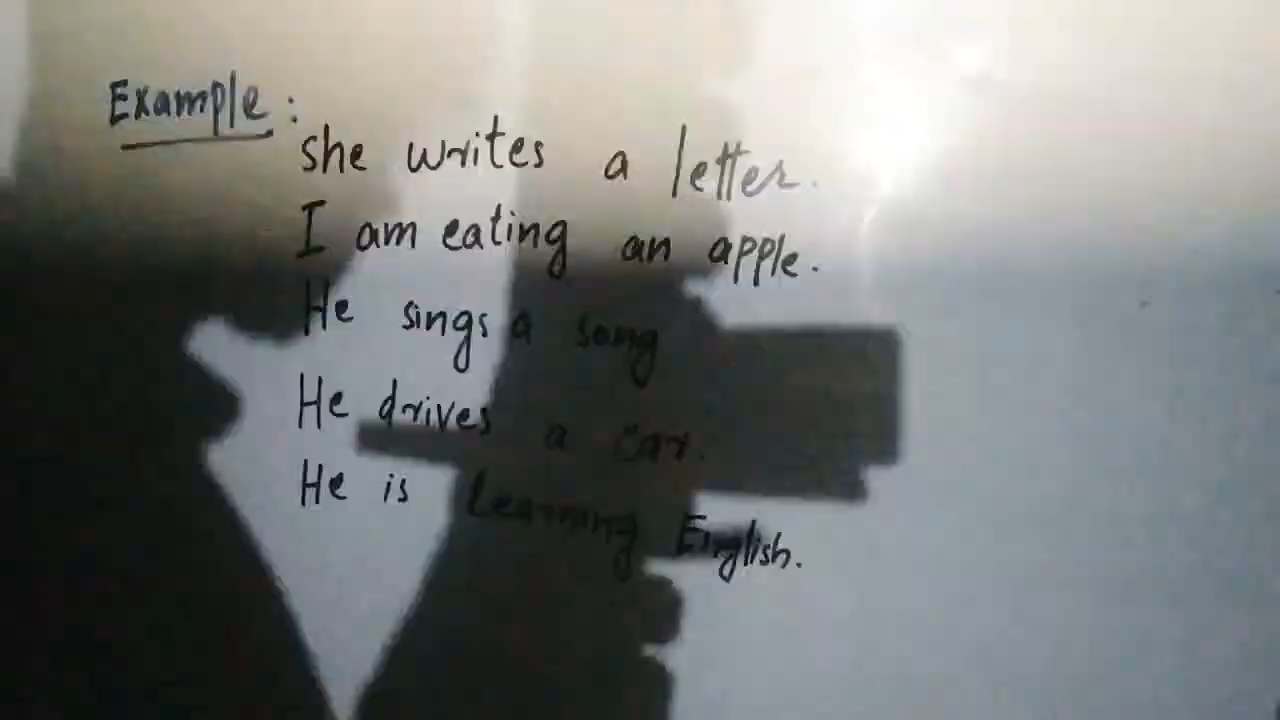 Example:
she writes a letter.
I am eating an apple.
He sings a song
He drives a car.
He is learning English.